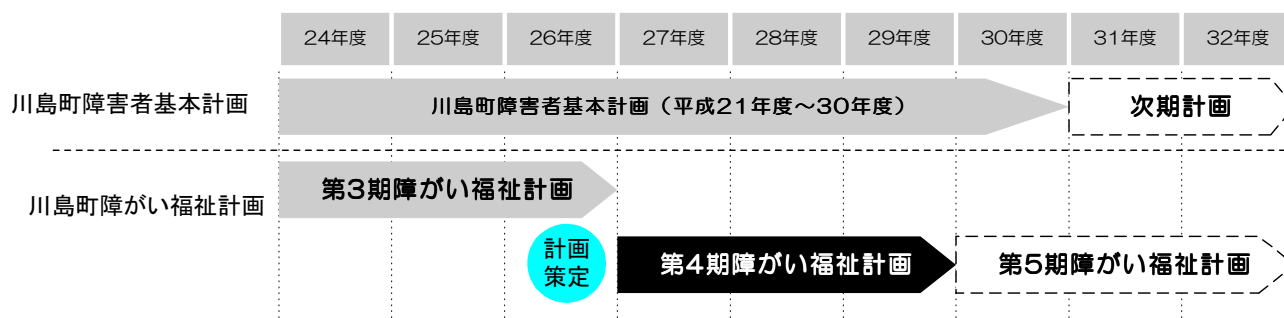 24年度 25年度 26年度 27年度 28年度 29年度 30年度 31年度 32年度
川島町障害者基本計画
川島町障害者基本計画（平成21年度～30年度）
次期計画
川島町障がい福祉計画
第3期障がい福祉計画
計画
策定
第4期障がい福祉計画
第5期障がい福祉計画